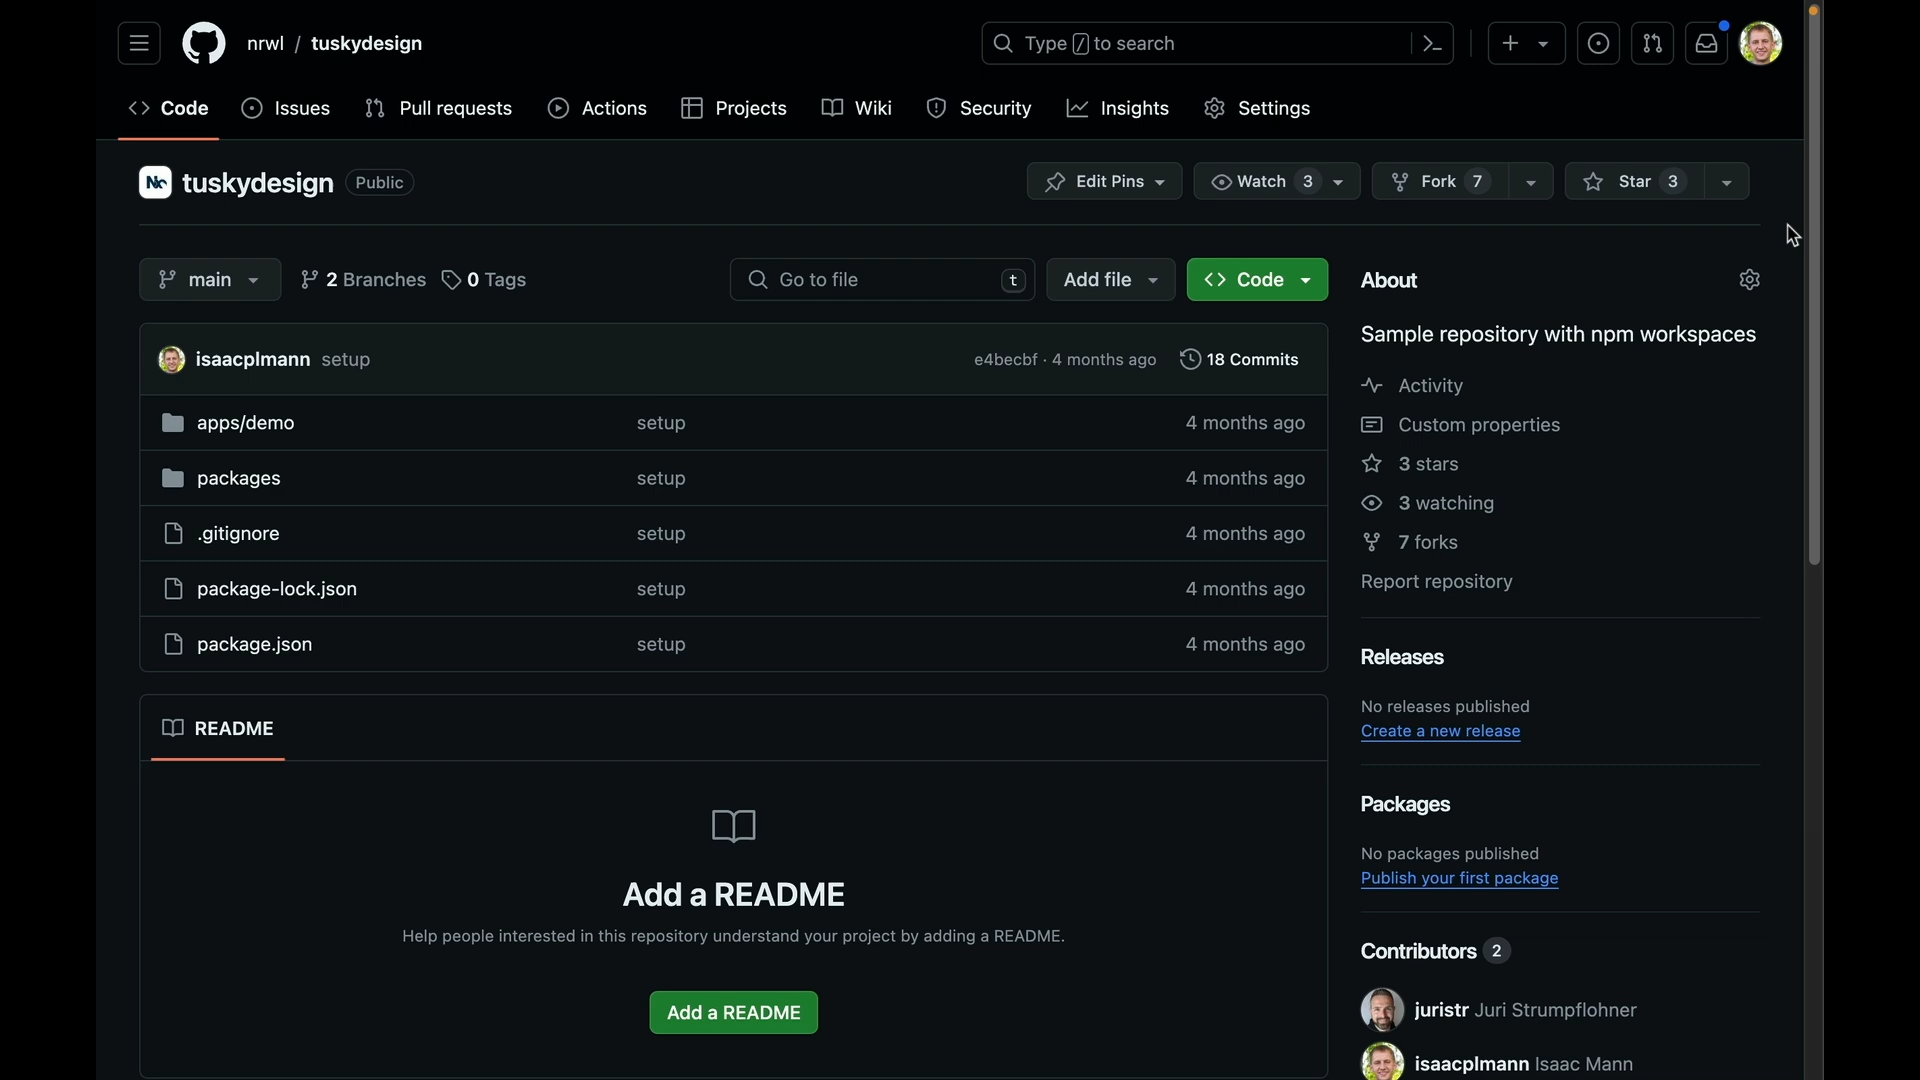 nrwl / tuskydesign
Type / to search
Code Issues Pull requests Actions Projects Wiki Security Insights Settings
tuskydesign Public
Edit Pins Watch 3 Fork 7 Star 3
main 2 Branches 0 Tags Go to file t Add file Code
isaacplmann setup e4becbf · 4 months ago 18 Commits
apps/demo setup 4 months ago
packages setup 4 months ago
.gitignore setup 4 months ago
package-lock.json setup 4 months ago
package.json setup 4 months ago
README
Add a README
Help people interested in this repository understand your project by adding a README.
Add a README
About
Sample repository with npm workspaces
Activity
Custom properties
3 stars
3 watching
7 forks
Report repository
Releases
No releases published
Create a new release
Packages
No packages published
Publish your first package
Contributors 2
juristr Juri Strumpflohner
isaacplmann Isaac Mann